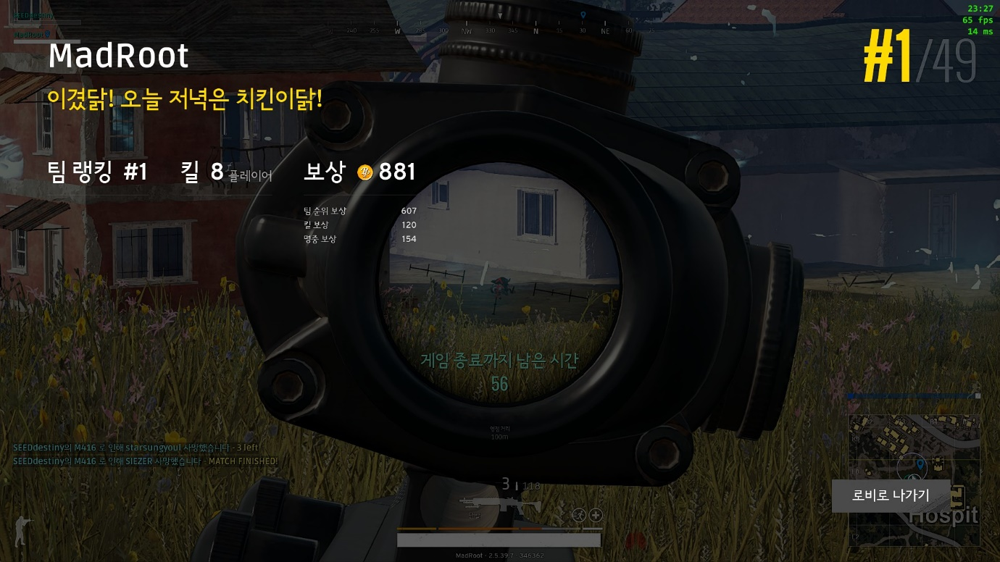 SEEDdestiny
MadRoot
240 255 W 285 300 NW 330 345 N 15 30 NE 60 75
23:27
65 fps
14 ms
MadRoot
#1/49
이겼닭! 오늘 저녁은 치킨이닭!
팀 랭킹 #1 킬 8 플레이어 보상 881
팀 순위 보상 607
킬 보상 120
명중 보상 154
게임 종료까지 남은 시간
56
영점거리
100m
SEEDdestiny의 M416 로 인해 starsungyoul 사망했습니다 - 3 left
SEEDdestiny의 M416 로 인해 SIEZER 사망했습니다 - MATCH FINISHED!
3 | 118
단발
로비로 나가기
Hospit
MadRoot - 2.5.39.7 - 346362